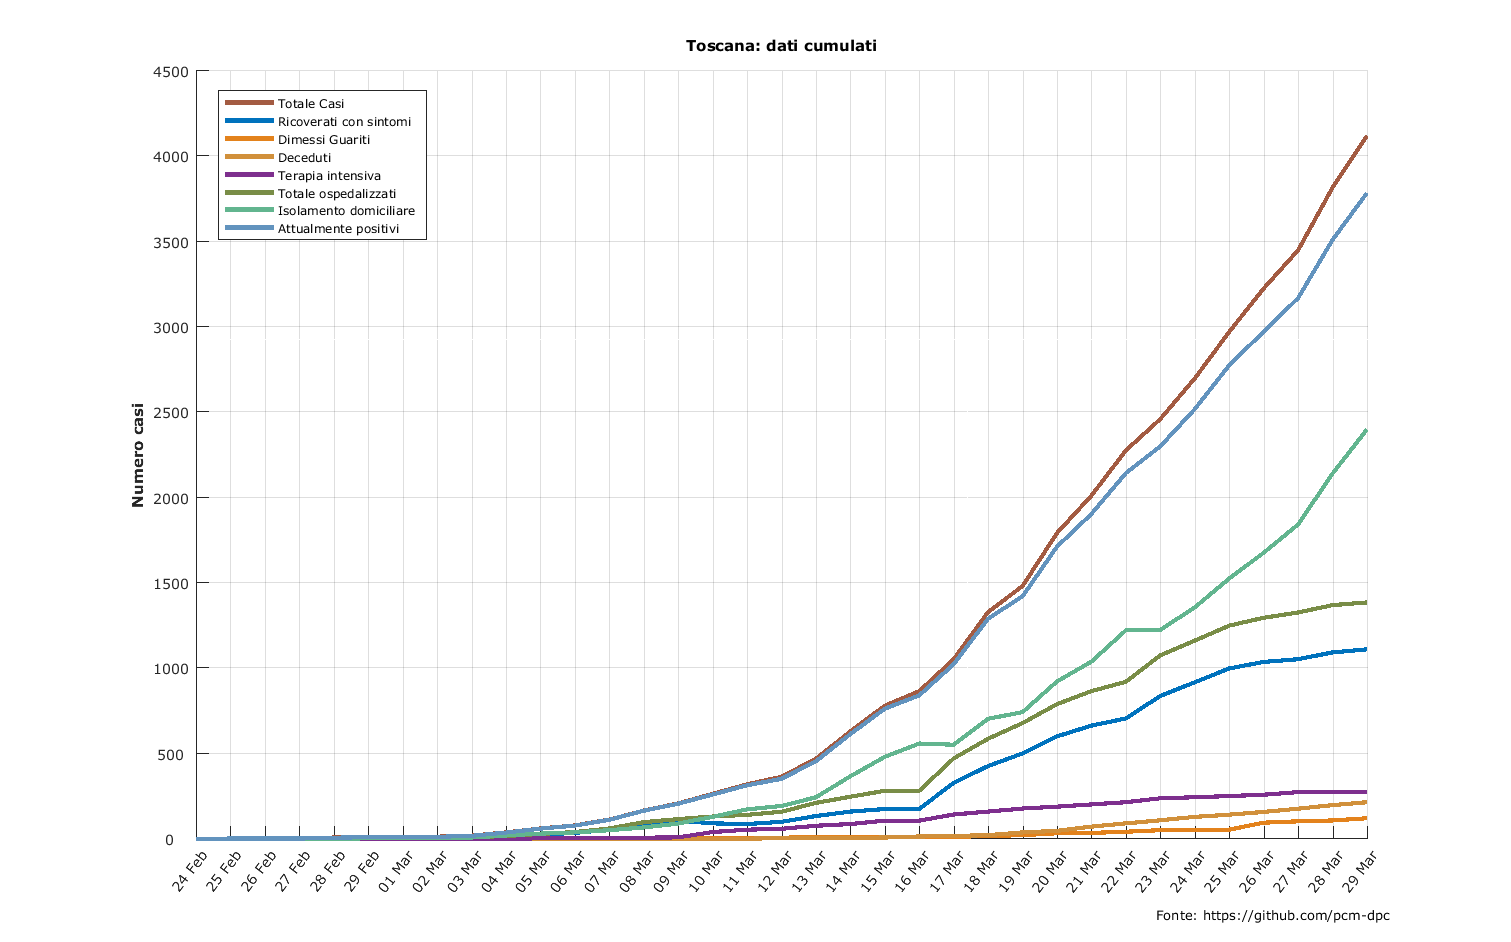 Toscana: dati cumulati
4500
4000
3500
3000
2500
2000
1500
1000
500
0
Numero casi
Totale Casi
Ricoverati con sintomi
Dimessi Guariti
Deceduti
Terapia intensiva
Totale ospedalizzati
Isolamento domiciliare
Attualmente positivi
24 Feb
25 Feb
26 Feb
27 Feb
28 Feb
29 Feb
01 Mar
02 Mar
03 Mar
04 Mar
05 Mar
06 Mar
07 Mar
08 Mar
09 Mar
10 Mar
11 Mar
12 Mar
13 Mar
14 Mar
15 Mar
16 Mar
17 Mar
18 Mar
19 Mar
20 Mar
21 Mar
22 Mar
23 Mar
24 Mar
25 Mar
26 Mar
27 Mar
28 Mar
29 Mar
Fonte: https://github.com/pcm-dpc